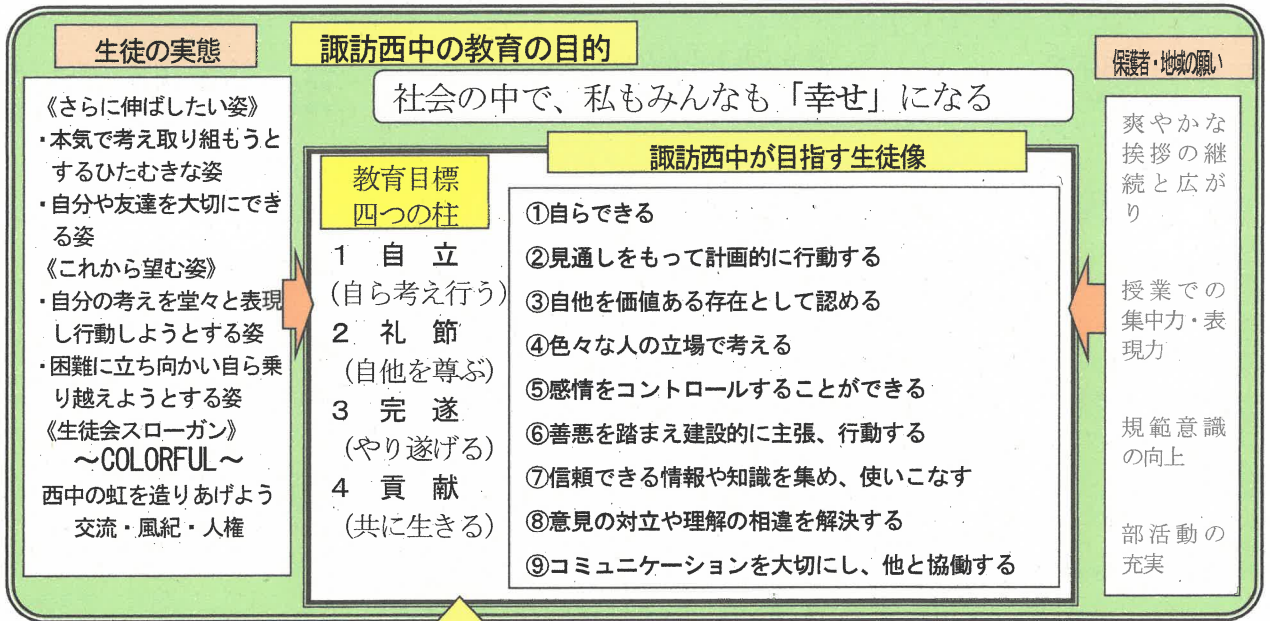 生徒の実態
諏訪西中の教育の目的
保護者・地域の願い
社会の中で、私もみんなも「幸せ」になる
《さらに伸ばしたい姿》
・本気で考え取り組もうと
するひたむきな姿
・自分や友達を大切にでき
る姿
《これから望む姿》
・自分の考えを堂々と表現
し行動しようとする姿
・困難に立ち向かい自ら乗
り越えようとする姿
《生徒会スローガン》
～COLORFUL～
西中の虹を造りあげよう
交流・風紀・人権
教育目標
四つの柱
1 自 立
(自ら考え行う)
2 礼 節
(自他を尊ぶ)
3 完 遂
(やり遂げる)
4 貢 献
(共に生きる)
諏訪西中が目指す生徒像
①自らできる
②見通しをもって計画的に行動する
③自他を価値ある存在として認める
④色々な人の立場で考える
⑤感情をコントロールすることができる
⑥善悪を踏まえ建設的に主張、行動する
⑦信頼できる情報や知識を集め、使いこなす
⑧意見の対立や理解の相違を解決する
⑨コミュニケーションを大切にし、他と協働する
爽やかな
挨拶の継
続と広が
り
授業での
集中力・表
現力
規範意識
の向上
部活動の
充実